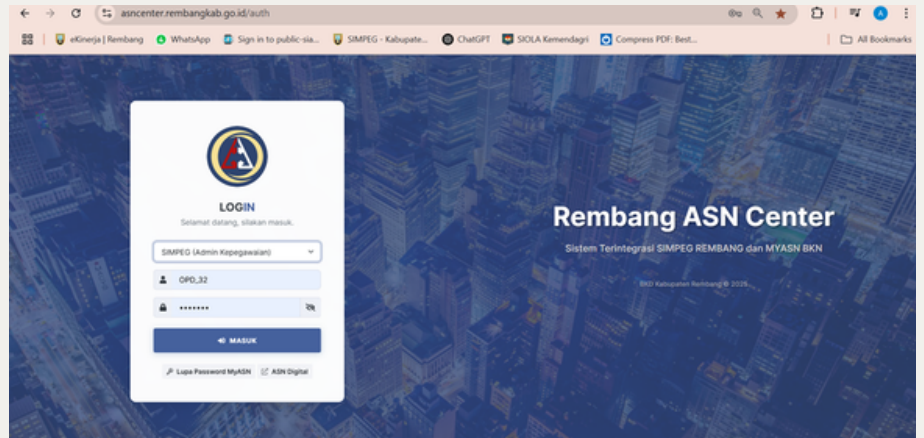 asncenter.rembangkab.go.id/auth
eKinerja | Rembang WhatsApp Sign in to public-sia... SIMPEG - Kabupate... ChatGPT SIOLA Kemendagri Compress PDF: Best... All Bookmarks
LOGIN
Selamat datang, silakan masuk.
SIMPEG (Admin Kepegawaian)
OPD_32
•••••••
MASUK
Lupa Password MyASN ASN Digital
Rembang ASN Center
Sistem Terintegrasi SIMPEG REMBANG dan MYASN BKN
BKD Kabupaten Rembang © 2025